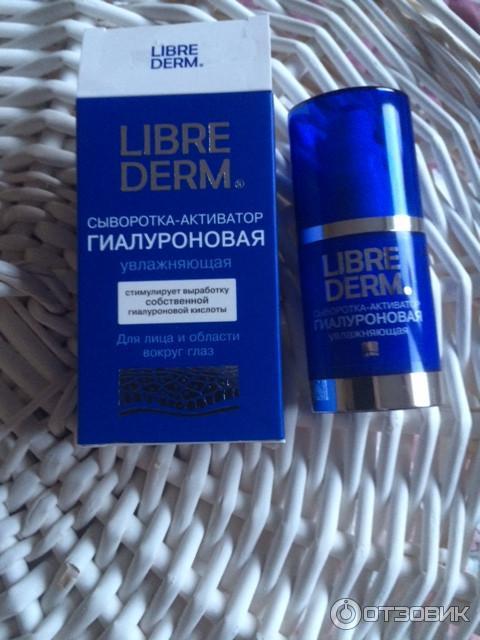 LIBRE
DERM®
LIBRE
DERM®
СЫВОРОТКА-АКТИВАТОР
ГИАЛУРОНОВАЯ
увлажняющая
стимулирует выработку
собственной
гиалуроновой кислоты
Для лица и области
вокруг глаз
LIBRE
DERM®
СЫВОРОТКА-АКТИВАТОР
ГИАЛУРОНОВАЯ
увлажняющая
ОТЗОВИК